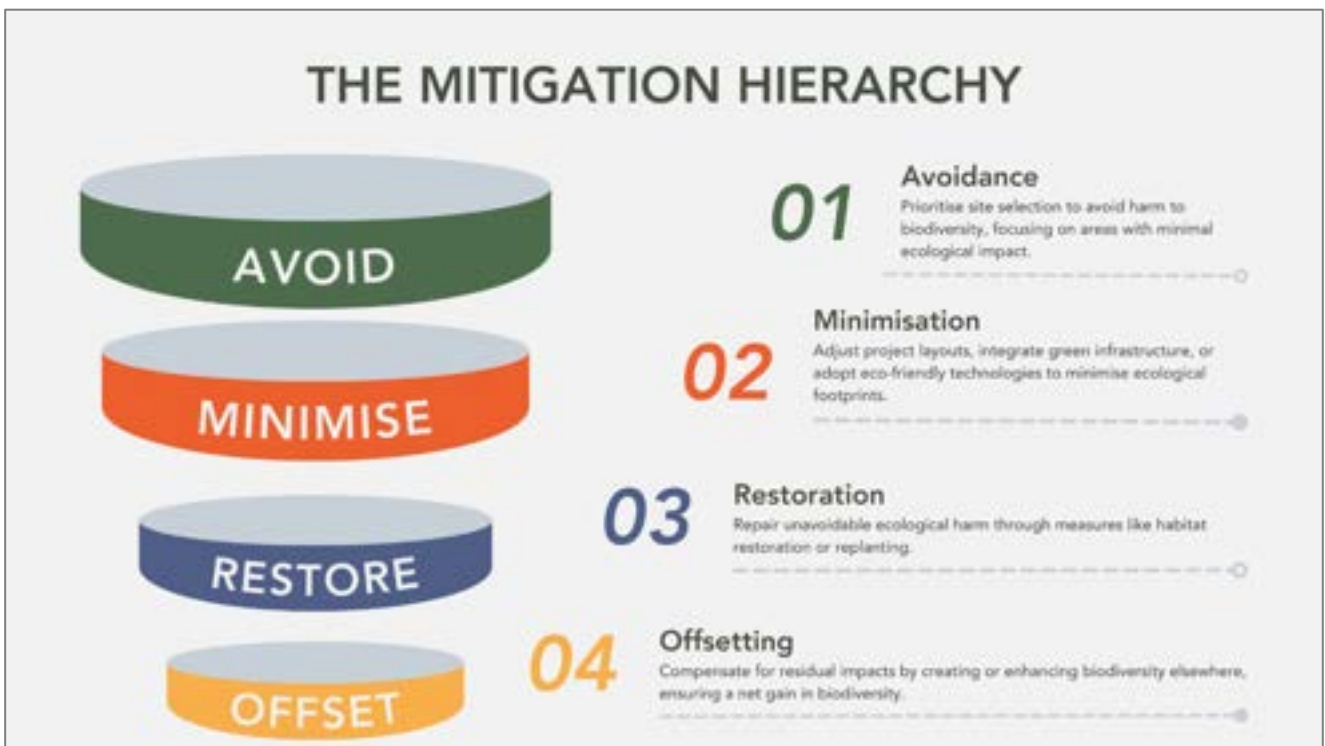 THE MITIGATION HIERARCHY
AVOID
01
Avoidance
Prioritise site selection to avoid harm to
biodiversity, focusing on areas with minimal
ecological impact.
MINIMISE
02
Minimisation
Adjust project layouts, integrate green infrastructure, or
adopt eco-friendly technologies to minimise ecological
footprints.
RESTORE
03
Restoration
Repair unavoidable ecological harm through measures like habitat
restoration or replanting.
OFFSET
04
Offsetting
Compensate for residual impacts by creating or enhancing biodiversity elsewhere,
ensuring a net gain in biodiversity.